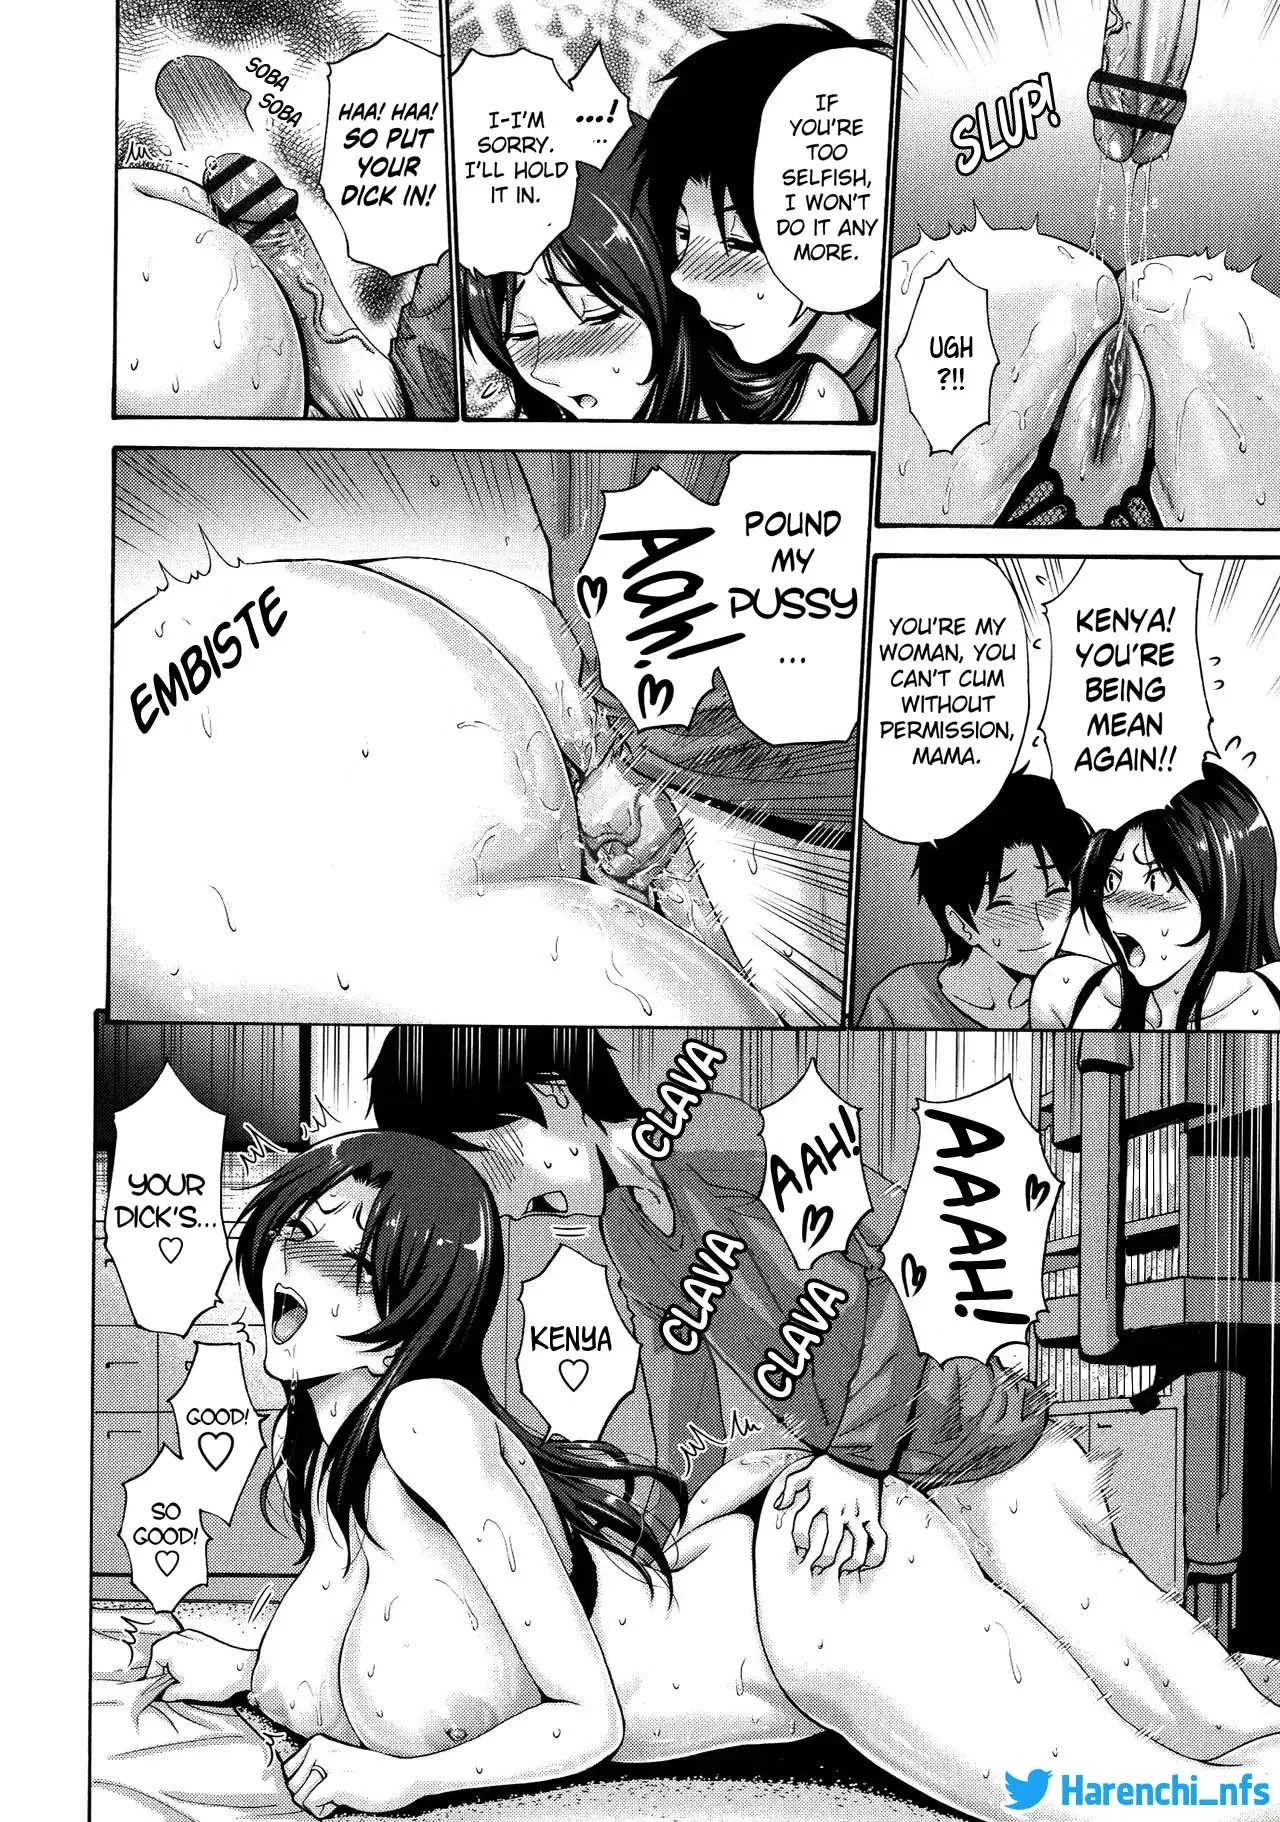 SLUP!
UGH
?!!
IF
YOU'RE
TOO
SELFISH,
I WON'T
DO IT ANY
MORE.
...!
I-I'M
SORRY.
I'LL HOLD
IT IN.
HAA! HAA!
SO PUT
YOUR
DICK IN!
SOBA
SOBA
KENYA!
YOU'RE
BEING
MEAN
AGAIN!!
YOU'RE MY
WOMAN, YOU
CAN'T CUM
WITHOUT
PERMISSION,
MAMA.
POUND
MY
PUSSY
...
AAH!
EMBISTE
AAAH!
AAH!
CLAVA
CLAVA
CLAVA
CLAVA
KENYA
♡
YOUR
DICK'S...
♡
GOOD!
♡
SO
GOOD!
♡
Harenchi_nfs